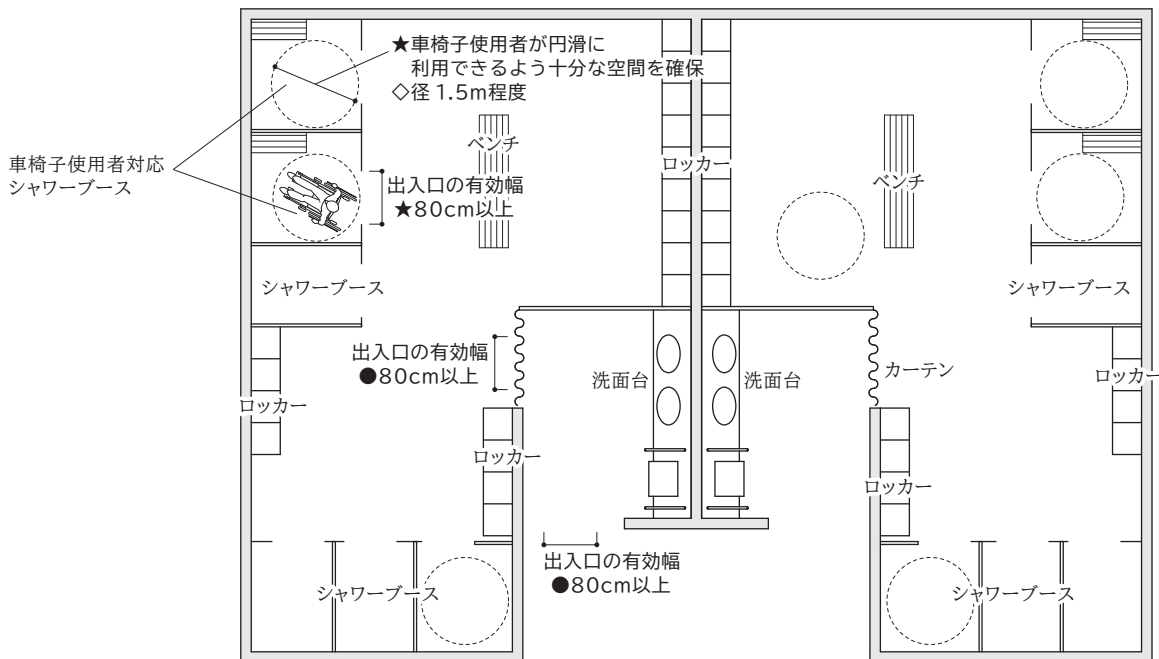 ★車椅子使用者が円滑に
利用できるよう十分な空間を確保
◇径1.5m程度
車椅子使用者対応
シャワーブース
ベンチ
ロッカー
ベンチ
出入口の有効幅
★80cm以上
シャワーブース
シャワーブース
出入口の有効幅
●80cm以上
洗面台
洗面台
カーテン
ロッカー
ロッカー
ロッカー
ロッカー
出入口の有効幅
●80cm以上
シャワーブース
シャワーブース